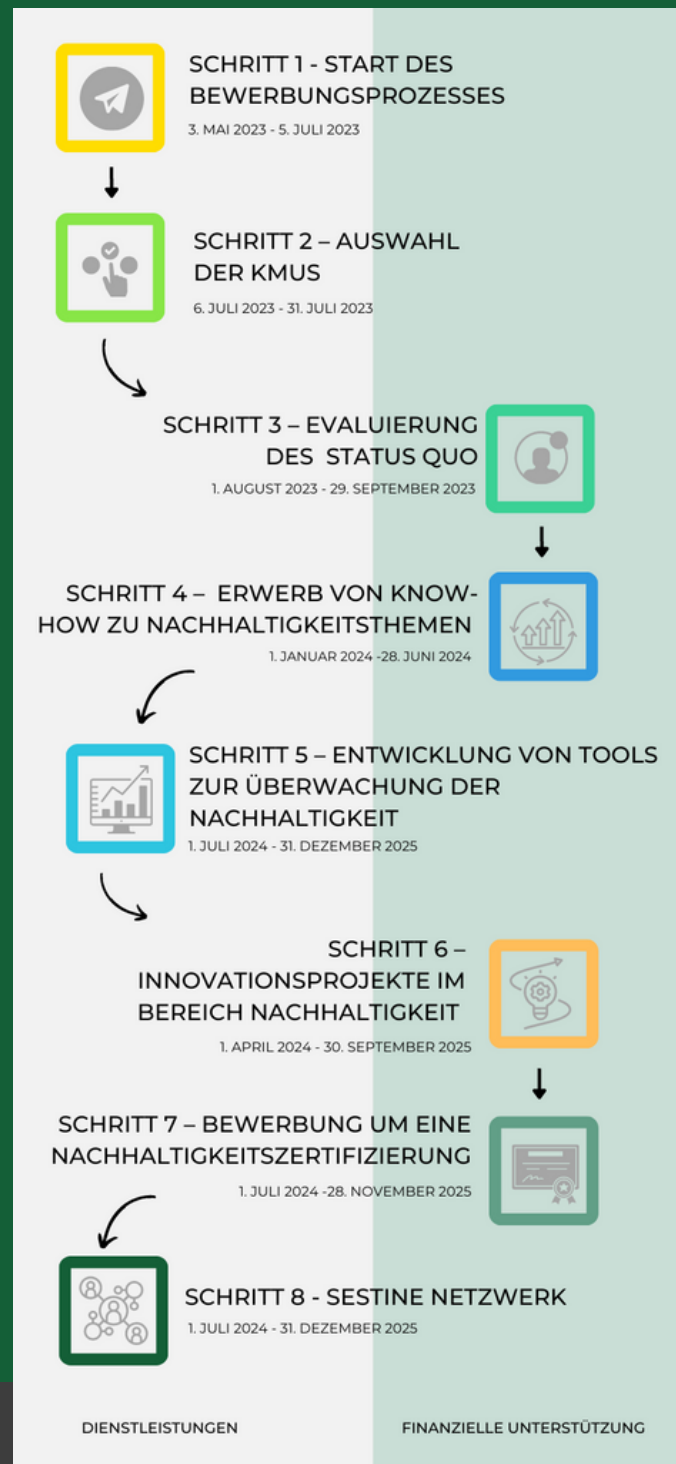 SCHRITT 1 - START DES
BEWERBUNGSPROZESSES
3. MAI 2023 - 5. JULI 2023
SCHRITT 2 – AUSWAHL
DER KMUS
6. JULI 2023 - 31. JULI 2023
SCHRITT 3 – EVALUIERUNG
DES STATUS QUO
1. AUGUST 2023 - 29. SEPTEMBER 2023
SCHRITT 4 – ERWERB VON KNOW-
HOW ZU NACHHALTIGKEITSTHEMEN
1. JANUAR 2024 -28. JUNI 2024
SCHRITT 5 – ENTWICKLUNG VON TOOLS
ZUR ÜBERWACHUNG DER
NACHHALTIGKEIT
1. JULI 2024 - 31. DEZEMBER 2025
SCHRITT 6 –
INNOVATIONSPROJEKTE IM
BEREICH NACHHALTIGKEIT
1. APRIL 2024 - 30. SEPTEMBER 2025
SCHRITT 7 – BEWERBUNG UM EINE
NACHHALTIGKEITSZERTIFIZIERUNG
1. JULI 2024 -28. NOVEMBER 2025
SCHRITT 8 - SESTINE NETZWERK
1. JULI 2024 - 31. DEZEMBER 2025
DIENSTLEISTUNGEN
FINANZIELLE UNTERSTÜTZUNG